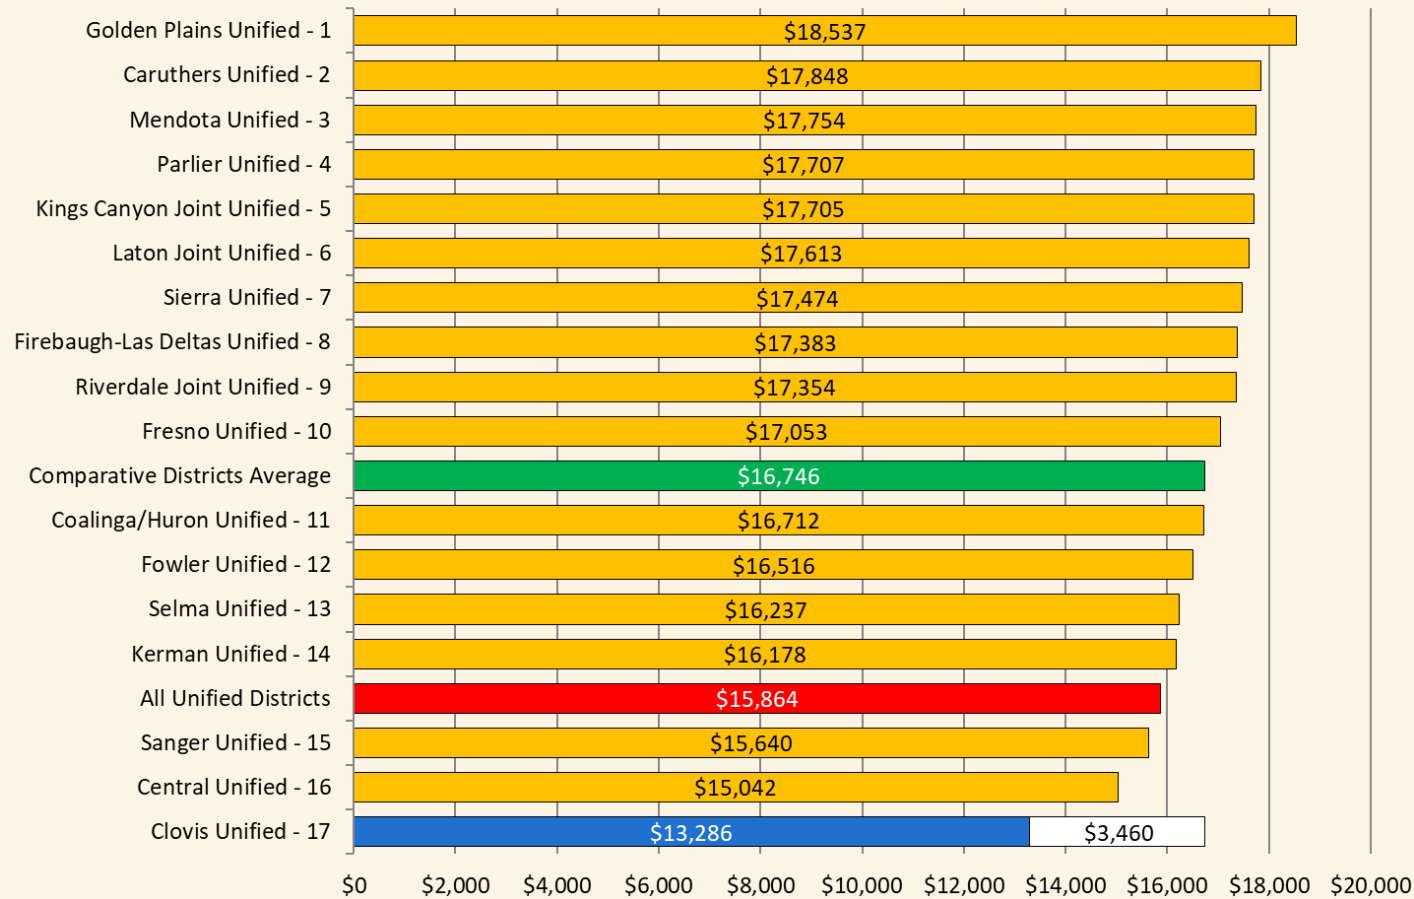 Golden Plains Unified - 1 $18,537
Caruthers Unified - 2 $17,848
Mendota Unified - 3 $17,754
Parlier Unified - 4 $17,707
Kings Canyon Joint Unified - 5 $17,705
Laton Joint Unified - 6 $17,613
Sierra Unified - 7 $17,474
Firebaugh-Las Deltas Unified - 8 $17,383
Riverdale Joint Unified - 9 $17,354
Fresno Unified - 10 $17,053
Comparative Districts Average $16,746
Coalinga/Huron Unified - 11 $16,712
Fowler Unified - 12 $16,516
Selma Unified - 13 $16,237
Kerman Unified - 14 $16,178
All Unified Districts $15,864
Sanger Unified - 15 $15,640
Central Unified - 16 $15,042
Clovis Unified - 17 $13,286 $3,460
$0 $2,000 $4,000 $6,000 $8,000 $10,000 $12,000 $14,000 $16,000 $18,000 $20,000